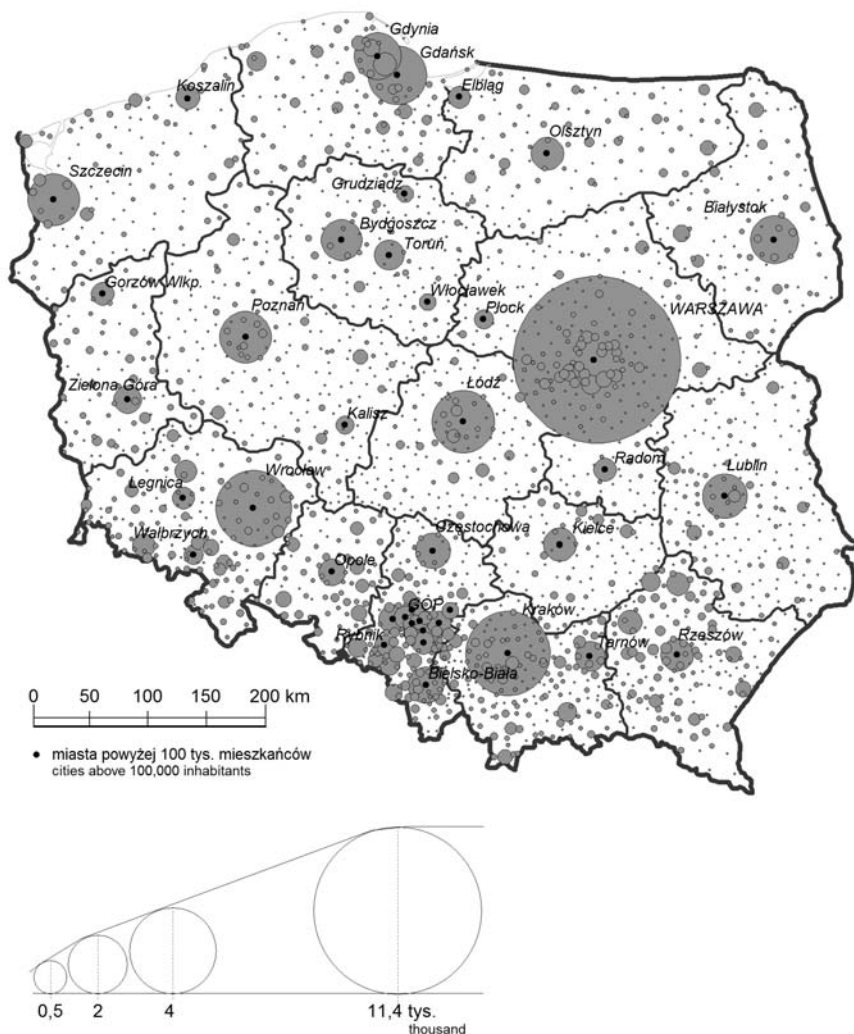 Gdynia
Gdańsk
Koszalin
Elbląg
Olsztyn
Szczecin
Grudziądz
Białystok
Bydgoszcz
Toruń
Gorzów Wlkp.
Włocławek
Płock
WARSZAWA
Poznań
Zielona Góra
Łódź
Kalisz
Radom
Lublin
Legnica
Wrocław
Wałbrzych
Częstochowa
Kielce
Opole
GOP
Kraków
Rybnik
Tarnów
Rzeszów
Bielsko-Biała
0 50 100 150 200 km
miasta powyżej 100 tys. mieszkańców
cities above 100,000 inhabitants
0,5 2 4 11,4 tys.
thousand